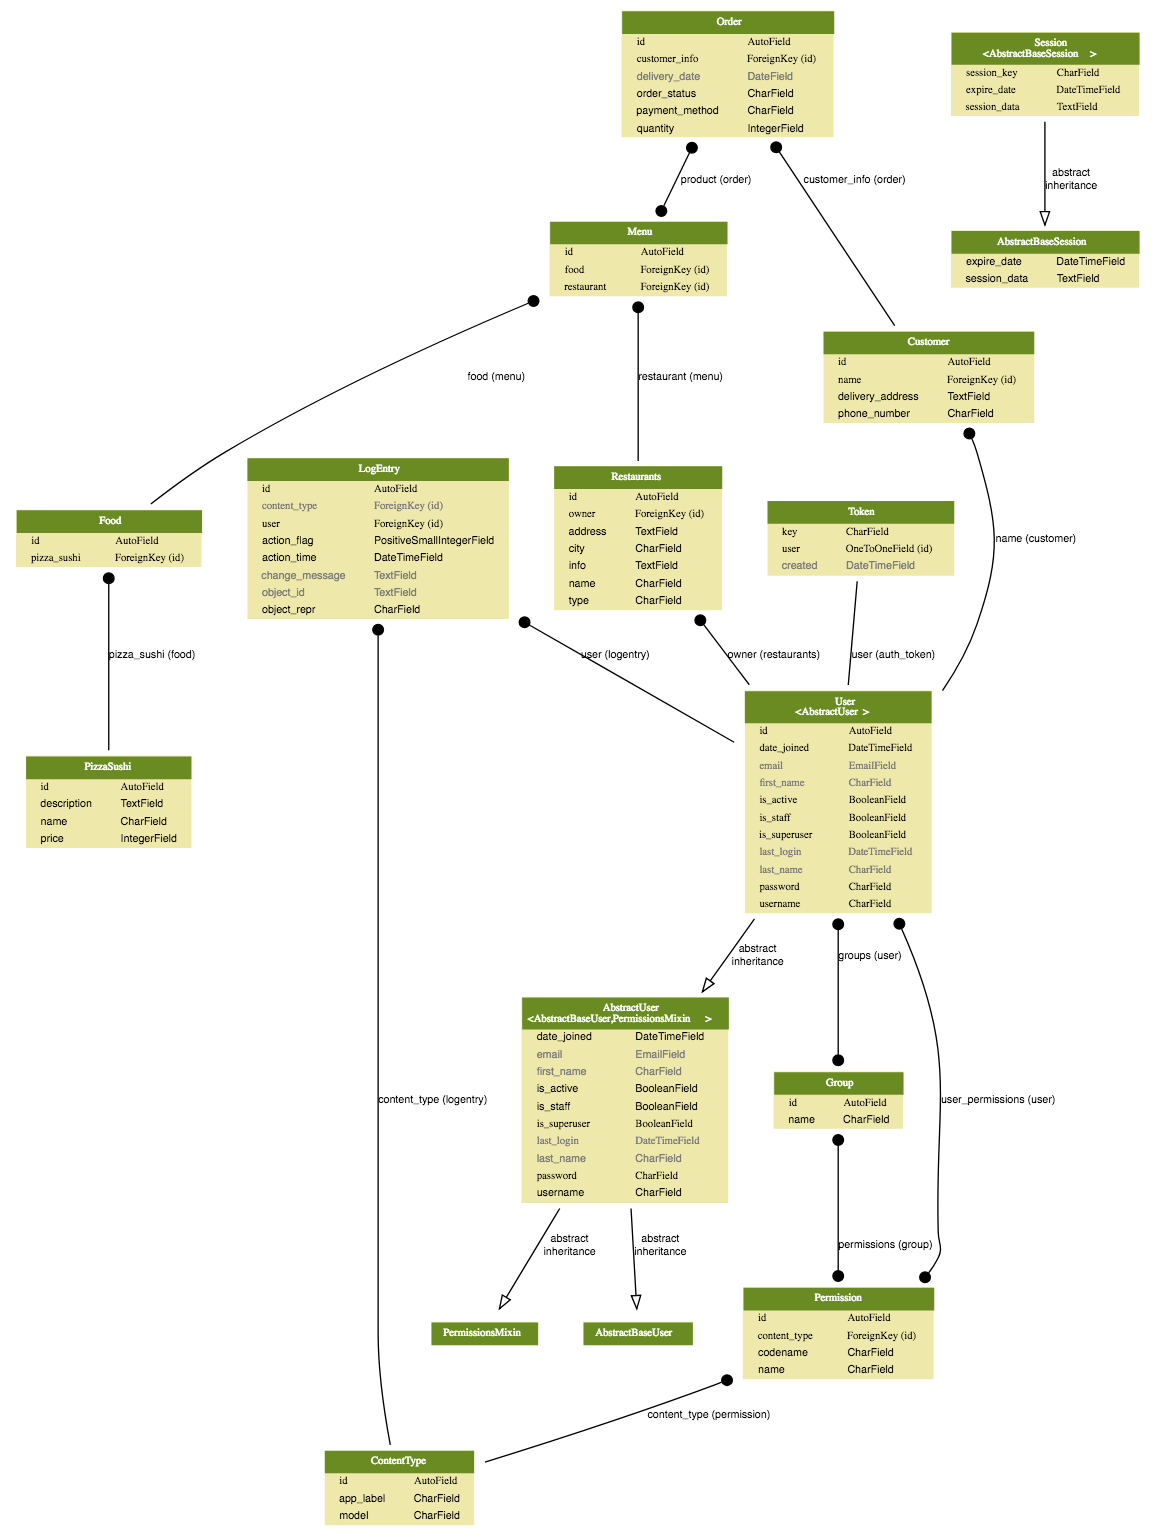 Order
id AutoField
customer_info ForeignKey (id)
delivery_date DateField
order_status CharField
payment_method CharField
quantity IntegerField
Session
<AbstractBaseSession >
session_key CharField
expire_date DateTimeField
session_data TextField
product (order)
customer_info (order)
abstract
inheritance
Menu
id AutoField
food ForeignKey (id)
restaurant ForeignKey (id)
AbstractBaseSession
expire_date DateTimeField
session_data TextField
food (menu)
restaurant (menu)
Customer
id AutoField
name ForeignKey (id)
delivery_address TextField
phone_number CharField
Food
id AutoField
pizza_sushi ForeignKey (id)
LogEntry
id AutoField
content_type ForeignKey (id)
user ForeignKey (id)
action_flag PositiveSmallIntegerField
action_time DateTimeField
change_message TextField
object_id TextField
object_repr CharField
Restaurants
id AutoField
owner ForeignKey (id)
address TextField
city CharField
info TextField
name CharField
type CharField
Token
key CharField
user OneToOneField (id)
created DateTimeField
name (customer)
pizza_sushi (food)
user (logentry)
owner (restaurants)
user (auth_token)
PizzaSushi
id AutoField
description TextField
name CharField
price IntegerField
User
<AbstractUser >
id AutoField
date_joined DateTimeField
email EmailField
first_name CharField
is_active BooleanField
is_staff BooleanField
is_superuser BooleanField
last_login DateTimeField
last_name CharField
password CharField
username CharField
abstract
inheritance
groups (user)
AbstractUser
<AbstractBaseUser,PermissionsMixin >
date_joined DateTimeField
email EmailField
first_name CharField
is_active BooleanField
is_staff BooleanField
is_superuser BooleanField
last_login DateTimeField
last_name CharField
password CharField
username CharField
Group
id AutoField
name CharField
content_type (logentry)
user_permissions (user)
abstract
inheritance
abstract
inheritance
permissions (group)
PermissionsMixin
AbstractBaseUser
Permission
id AutoField
content_type ForeignKey (id)
codename CharField
name CharField
content_type (permission)
ContentType
id AutoField
app_label CharField
model CharField